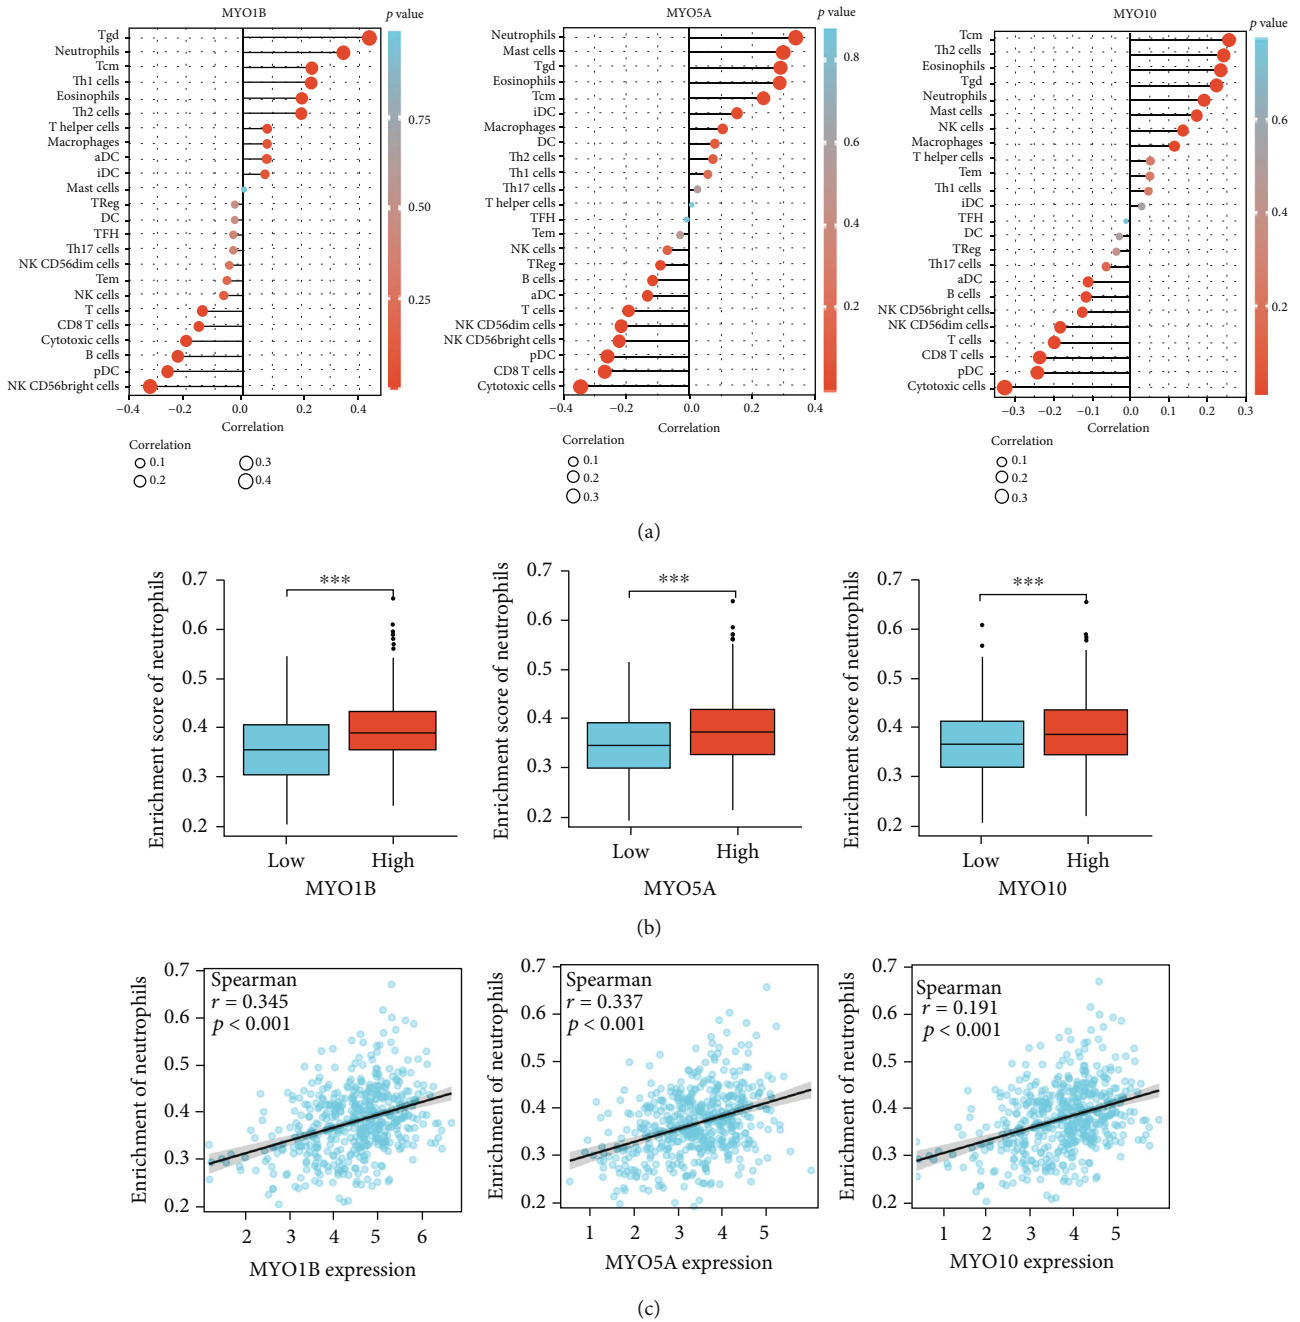 MYO1B
p value
Tgd
Neutrophils
Tcm
Th1 cells
Eosinophils
Th2 cells
T helper cells
Macrophages
aDC
iDC
Mast cells
TReg
DC
TFH
Th17 cells
NK CD56dim cells
Tem
NK cells
T cells
CD8 T cells
Cytotoxic cells
B cells
pDC
NK CD56bright cells
−0.4 −0.2 0.0 0.2 0.4
Correlation
0.75
0.50
0.25
Correlation
0.1 0.3
0.2 0.4
MYO5A
p value
Neutrophils
Mast cells
Tgd
Eosinophils
Tcm
iDC
Macrophages
DC
Th2 cells
Th1 cells
Th17 cells
T helper cells
TFH
Tem
NK cells
TReg
B cells
aDC
T cells
NK CD56dim cells
NK CD56bright cells
pDC
CD8 T cells
Cytotoxic cells
−0.4 −0.2 0.0 0.2 0.4
Correlation
0.8
0.6
0.4
0.2
Correlation
0.1
0.2
0.3
MYO10
p value
Tcm
Th2 cells
Eosinophils
Tgd
Neutrophils
Mast cells
NK cells
Macrophages
T helper cells
Tem
Th1 cells
iDC
TFH
DC
TReg
Th17 cells
aDC
B cells
NK CD56bright cells
NK CD56dim cells
T cells
CD8 T cells
pDC
Cytotoxic cells
−0.3 −0.2 −0.1 0.0 0.1 0.2 0.3
Correlation
0.6
0.4
0.2
Correlation
0.1
0.2
0.3
(a)
Enrichment score of neutrophils
0.7
0.6
0.5
0.4
0.3
0.2
***
Low High
MYO1B
Enrichment score of neutrophils
0.7
0.6
0.5
0.4
0.3
0.2
***
Low High
MYO5A
Enrichment score of neutrophils
0.7
0.6
0.5
0.4
0.3
0.2
***
Low High
MYO10
(b)
Enrichment of neutrophils
0.7
0.6
0.5
0.4
0.3
0.2
Spearman
r = 0.345
p < 0.001
2 3 4 5 6
MYO1B expression
Enrichment of neutrophils
0.7
0.6
0.5
0.4
0.3
0.2
Spearman
r = 0.337
p < 0.001
1 2 3 4 5
MYO5A expression
Enrichment of neutrophils
0.7
0.6
0.5
0.4
0.3
0.2
Spearman
r = 0.191
p < 0.001
1 2 3 4 5
MYO10 expression
(c)